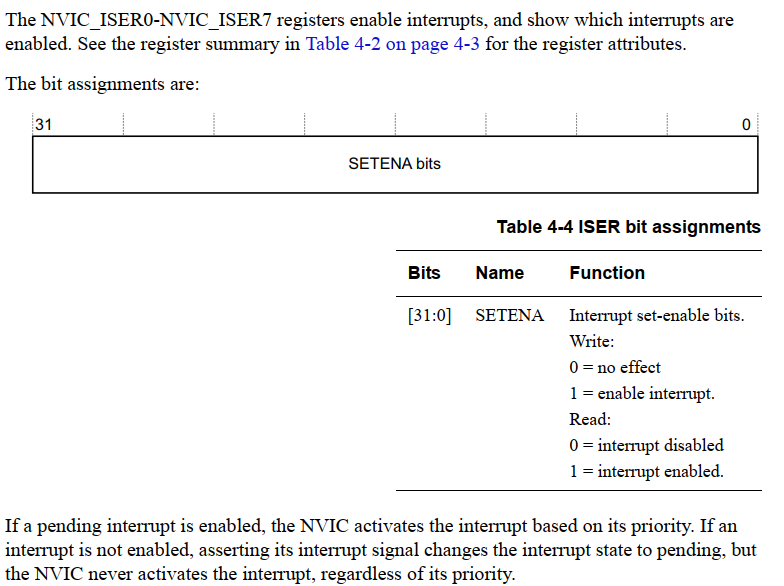 The NVIC_ISER0-NVIC_ISER7 registers enable interrupts, and show which interrupts are
enabled. See the register summary in Table 4-2 on page 4-3 for the register attributes.
The bit assignments are:
31 0
SETENA bits
Table 4-4 ISER bit assignments
Bits Name Function
[31:0] SETENA Interrupt set-enable bits.
Write:
0 = no effect
1 = enable interrupt.
Read:
0 = interrupt disabled
1 = interrupt enabled.
If a pending interrupt is enabled, the NVIC activates the interrupt based on its priority. If an
interrupt is not enabled, asserting its interrupt signal changes the interrupt state to pending, but
the NVIC never activates the interrupt, regardless of its priority.